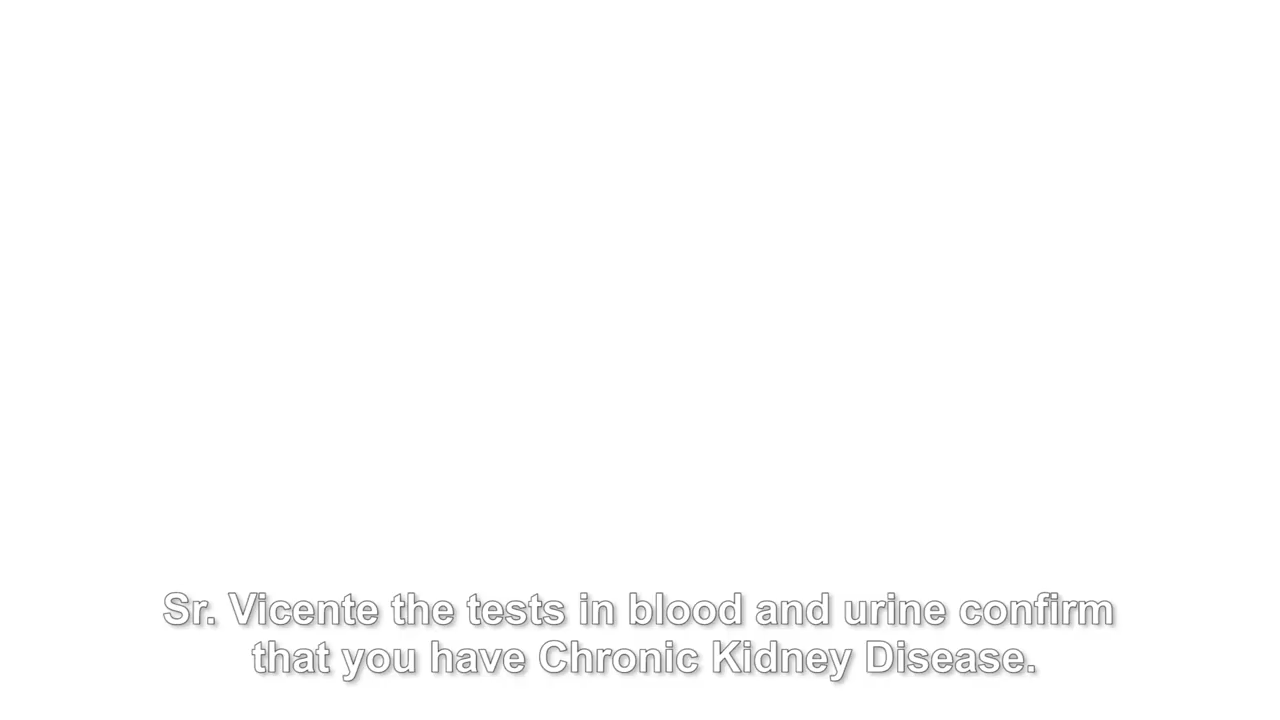 Sr. Vicente the tests in blood and urine confirm
that you have Chronic Kidney Disease.